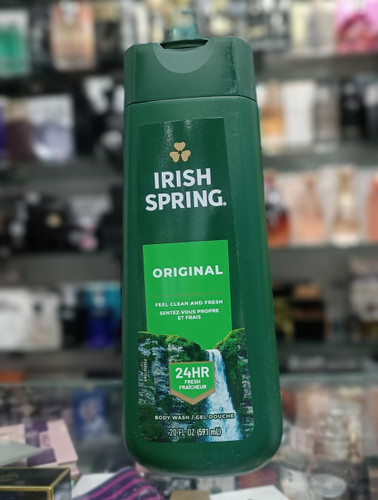 IRISH
SPRING.
ORIGINAL
FEEL CLEAN AND FRESH
SENTEZ-VOUS PROPRE
ET FRAIS
24HR
FRESH
FRAÎCHEUR
BODY WASH / GEL DOUCHE
20 FL OZ (591 mL)